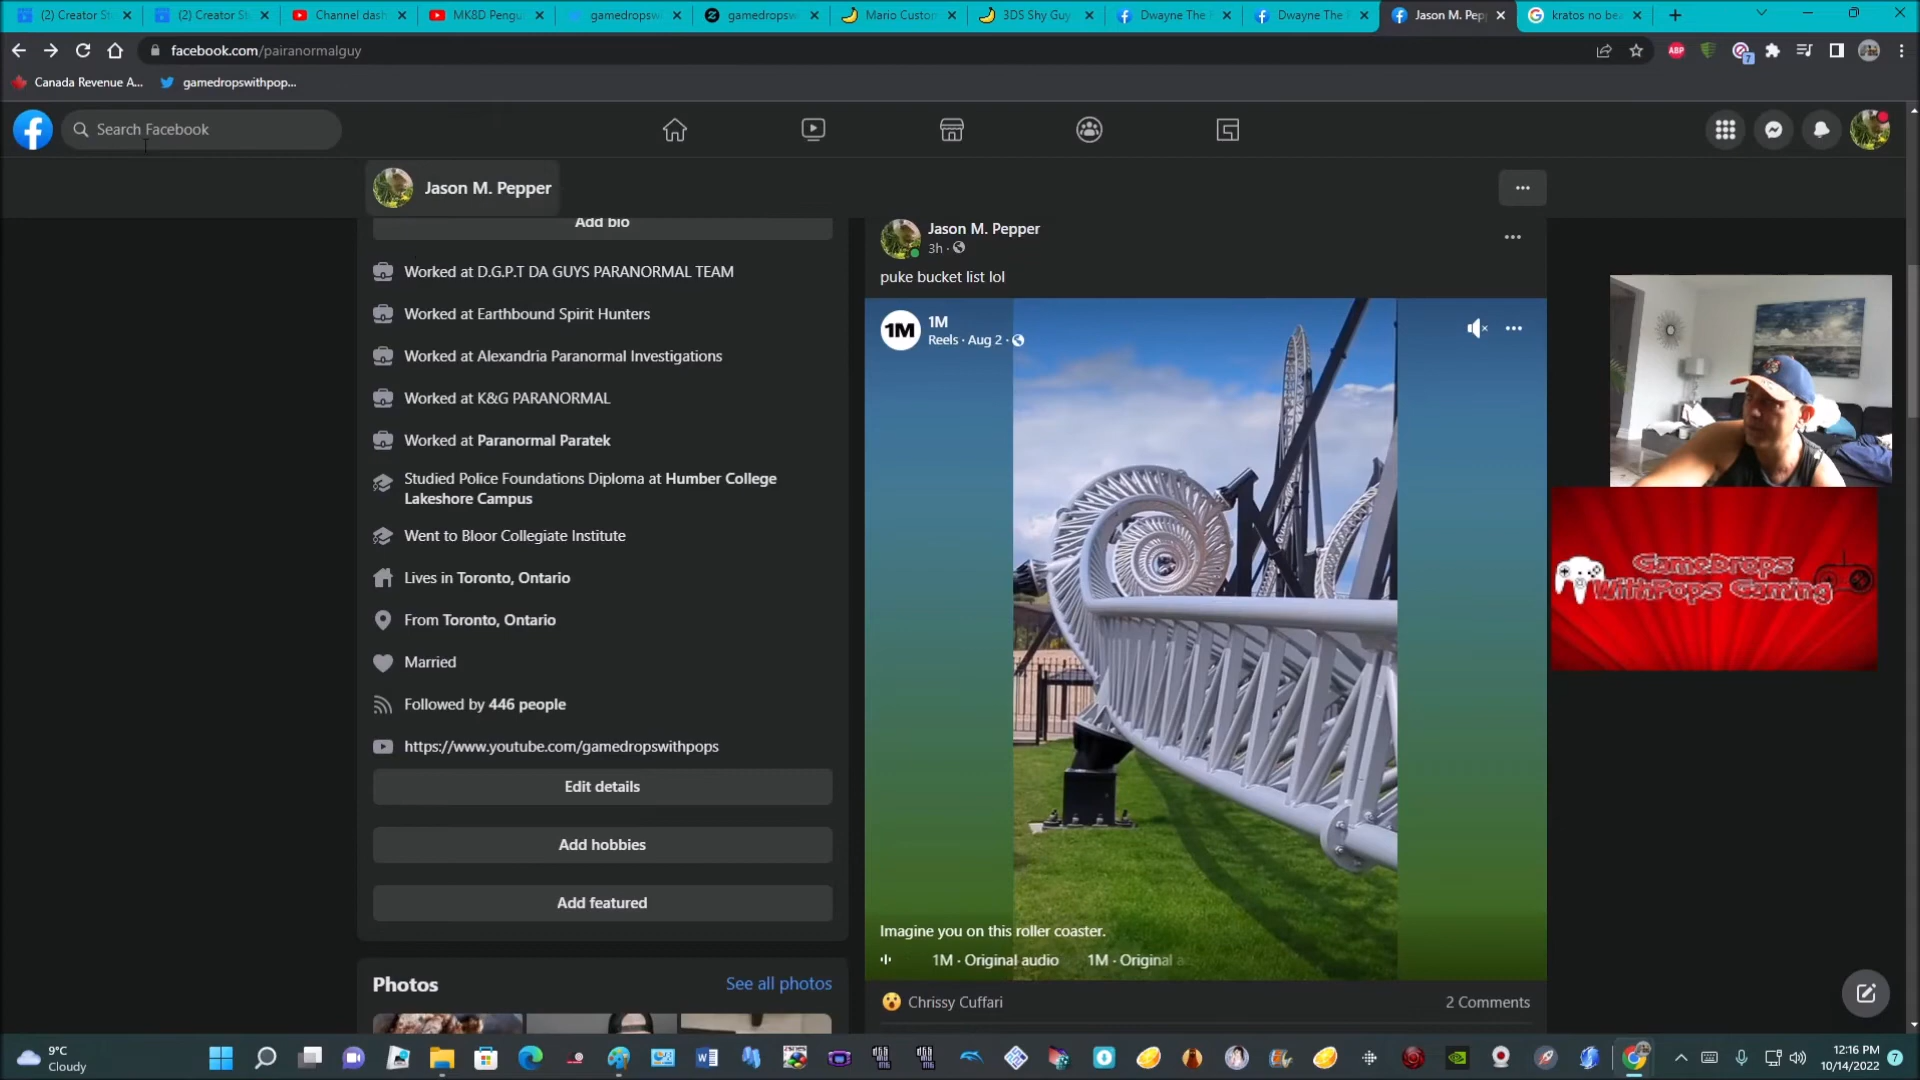 (2) Creator St
(2) Creator St
Channel dash
MK8D Pengu
gamedropsw
gamedropsw
Mario Custom
3DS Shy Guy
Dwayne The
Dwayne The
Jason M. Pep
kratos no be
facebook.com/pairanormalguy
ABP
7
Canada Revenue A...
gamedropswithpop...
Search Facebook
Jason M. Pepper
Add bio
Worked at D.G.P.T DA GUYS PARANORMAL TEAM
Worked at Earthbound Spirit Hunters
Worked at Alexandria Paranormal Investigations
Worked at K&G PARANORMAL
Worked at Paranormal Paratek
Studied Police Foundations Diploma at Humber College
Lakeshore Campus
Went to Bloor Collegiate Institute
Lives in Toronto, Ontario
From Toronto, Ontario
Married
Followed by 446 people
https://www.youtube.com/gamedropswithpops
Edit details
Add hobbies
Add featured
Photos
See all photos
Jason M. Pepper
3h ·
puke bucket list lol
1M
1M
Reels · Aug 2 ·
Imagine you on this roller coaster.
1M · Original audio
1M · Original a
Chrissy Cuffari
2 Comments
GameDrops
WithPops Gaming
9°C
Cloudy
12:16 PM
10/14/2022
7